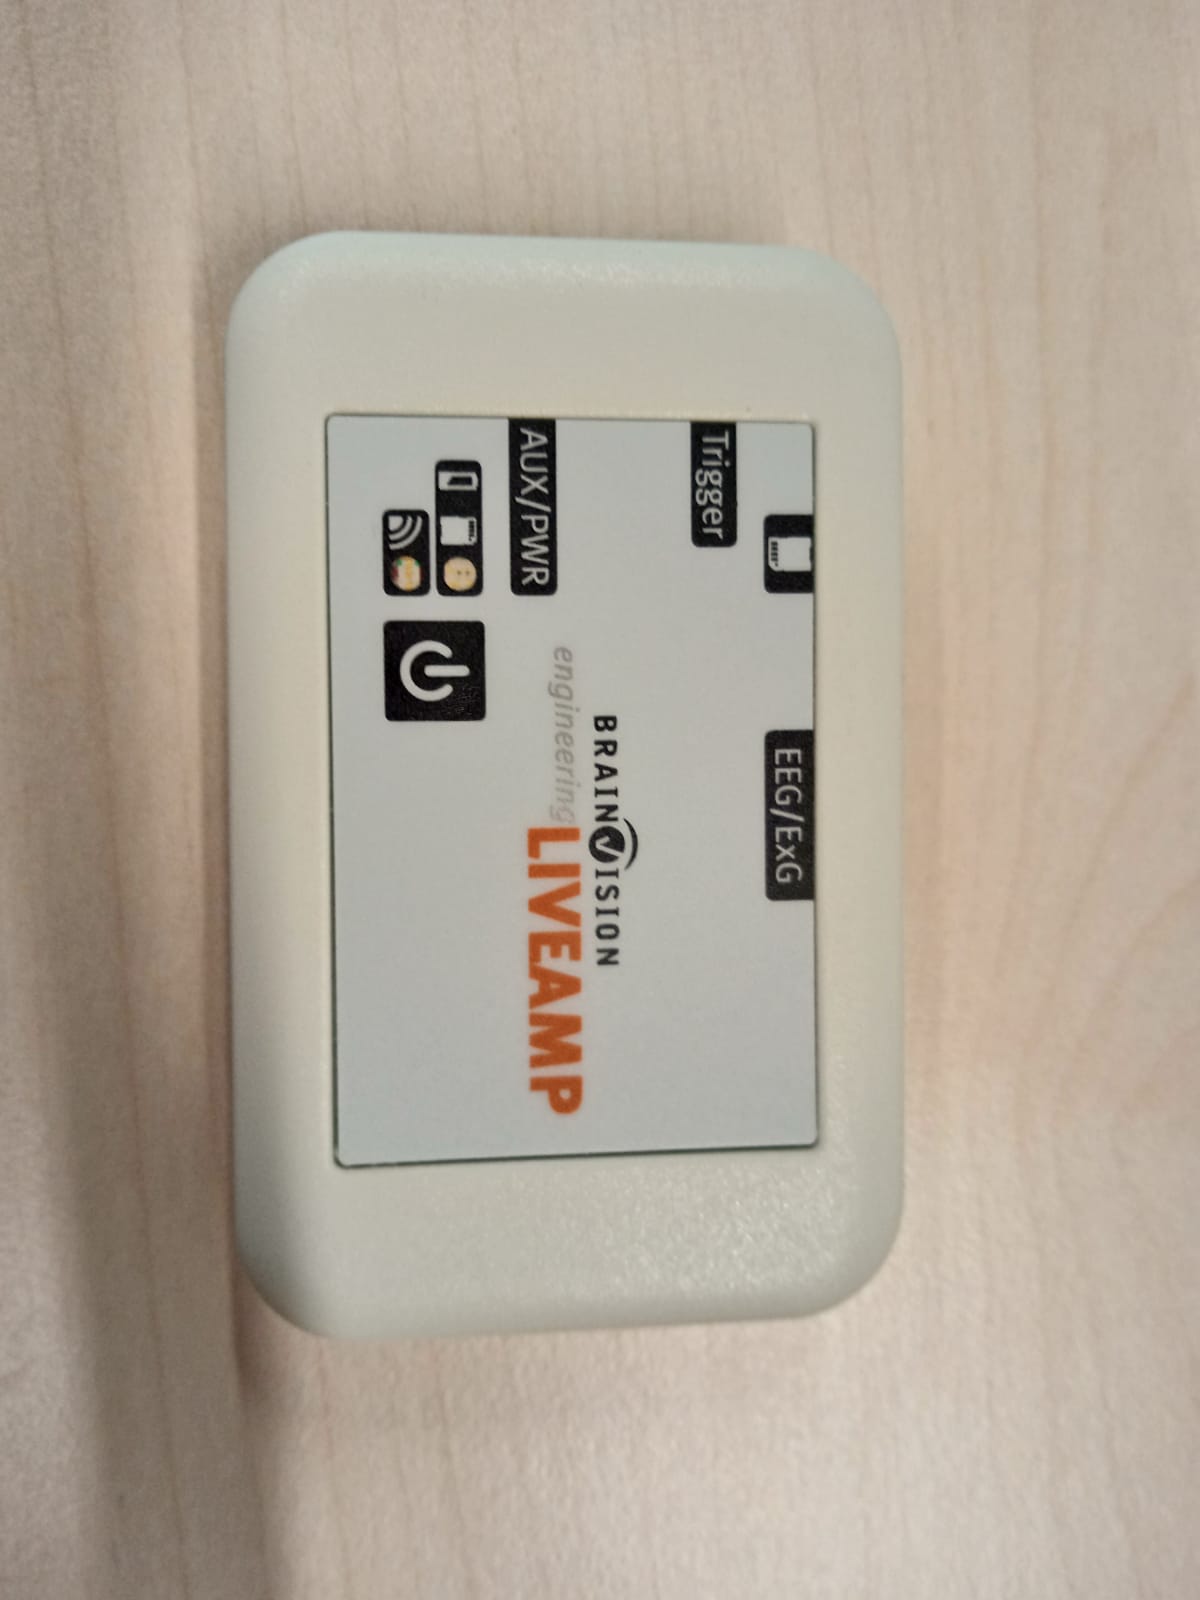 EEG/ExG
Trigger
BRAINVISION
engineering
LIVEAMP
AUX/PWR